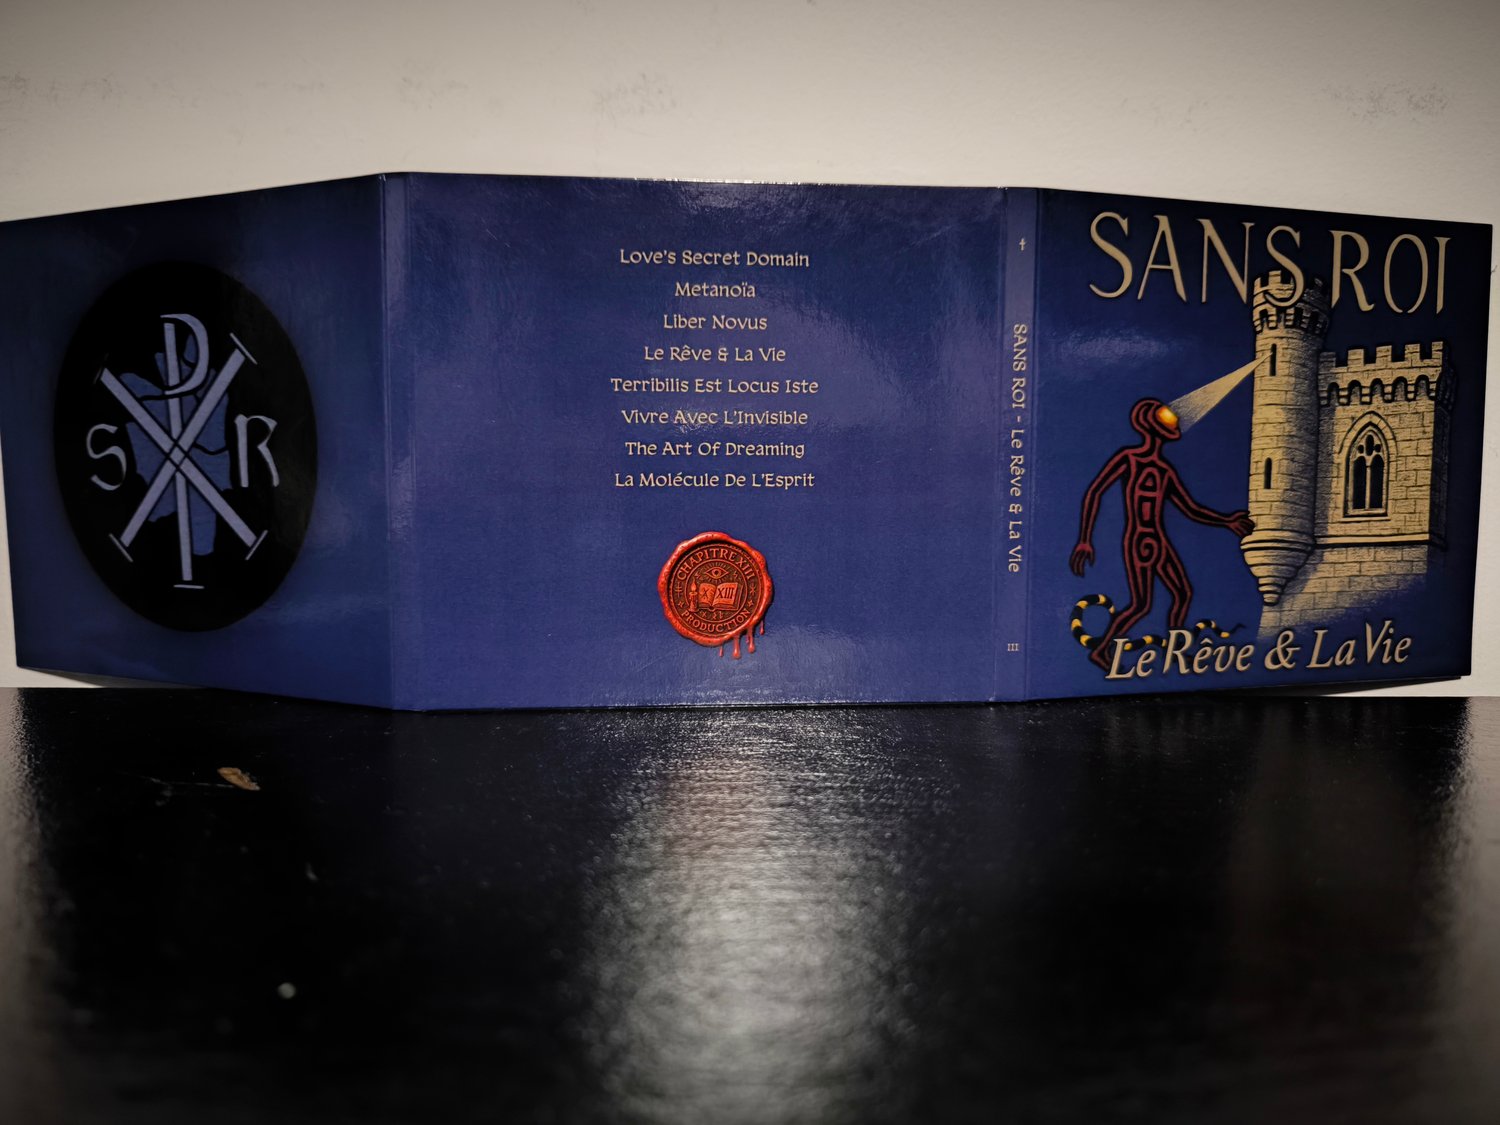 D
S R
Love's Secret Domain
Metanoïa
Liber Novus
Le Rêve & La Vie
Terribilis Est Locus Iste
Vivre Avec L'Invisible
The Art Of Dreaming
La Molécule De L'Esprit
CHAPITRE XIII
X XIII
PRODUCTION
SANS ROI - Le Rêve & La Vie
III
SANS ROI
Le Rêve & La Vie